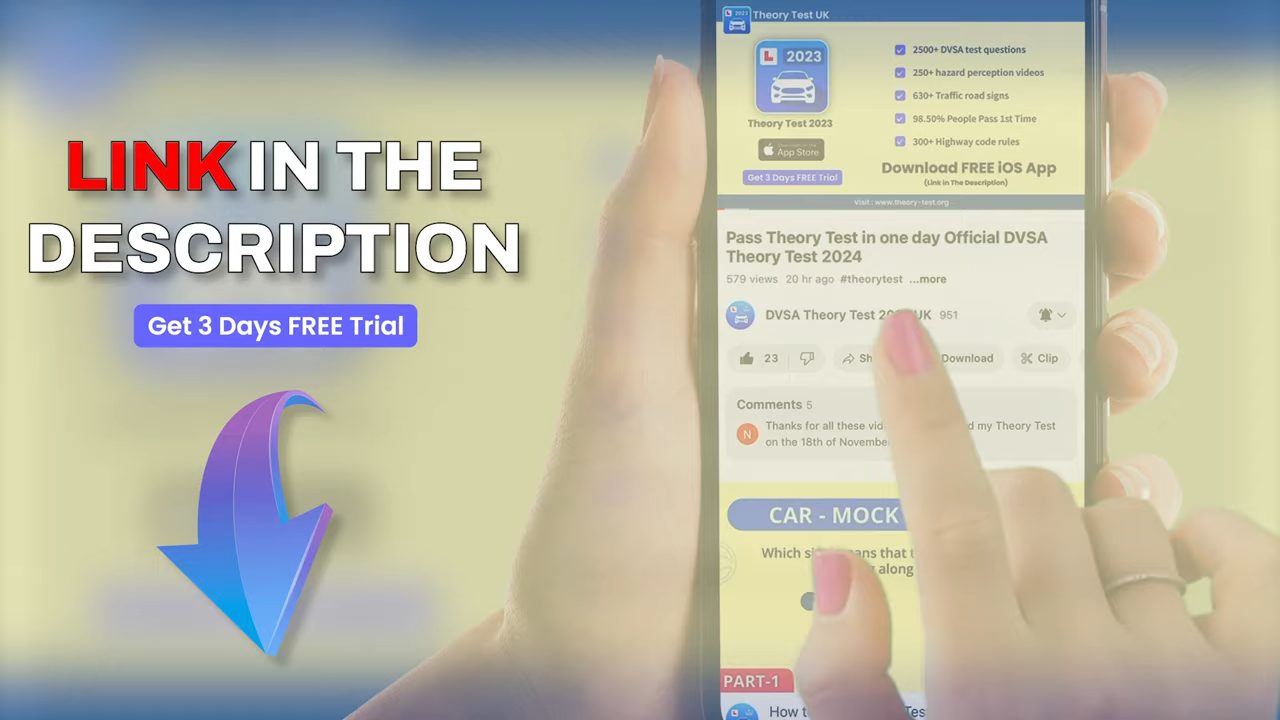 LINK IN THE
DESCRIPTION
Get 3 Days FREE Trial
2023
Theory Test UK
L 2023
Theory Test 2023
App Store
Get 3 Days FREE Trial
2500+ DVSA test questions
250+ hazard perception videos
630+ Traffic road signs
98.50% People Pass 1st Time
300+ Highway code rules
Download FREE iOS App
(Link In The Description)
Visit : www.theory-test.org
Pass Theory Test in one day Official DVSA
Theory Test 2024
579 views 20 hr ago #theorytest ...more
DVSA Theory Test UK 951
23 Download Clip
Comments 5
N
Thanks for all these my Theory Test
on the 18th of November
CAR - MOCK
Which
along
PART-1
How